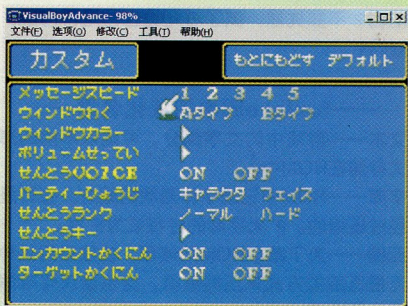 VisualBoyAdvance- 98%
文件(F) 选项(O) 修改(C) 工具(T) 帮助(H)
カスタム もとにもどす デフォルト
メッセージスピード 1 2 3 4 5
ウィンドウわく Aタイプ Bタイプ
ウィンドウカラー
ボリュームせってい
せんとうVOICE ON OFF
パーティーひょうじ キャラクタ フェイズ
せんとうランク ノーマル ハード
せんとうキー
エンカウントかくにん ON OFF
ターゲットかくにん ON OFF